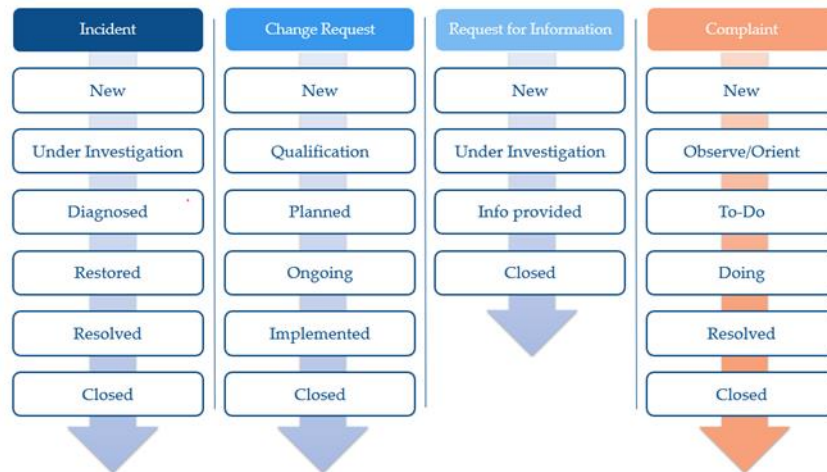 Incident
New
Under Investigation
Diagnosed
Restored
Resolved
Closed
Change Request
New
Qualification
Planned
Ongoing
Implemented
Closed
Request for Information
New
Under Investigation
Info provided
Closed
Complaint
New
Observe/Orient
To-Do
Doing
Resolved
Closed